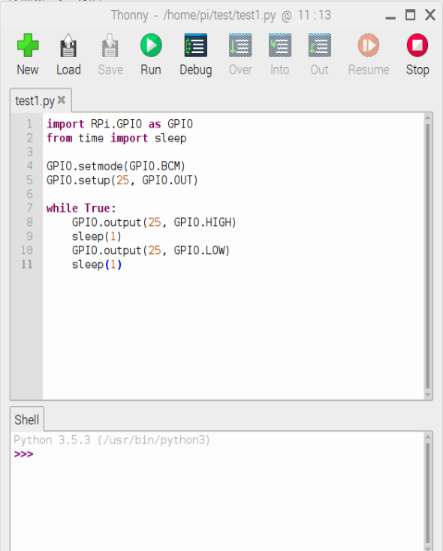 Thonny - /home/pi/test/test1.py @ 11 : 13
New Load Save Run Debug Over Into Out Resume Stop
test1.py
1 import RPi.GPIO as GPIO
2 from time import sleep
3
4 GPIO.setmode(GPIO.BCM)
5 GPIO.setup(25, GPIO.OUT)
6
7 while True:
8     GPIO.output(25, GPIO.HIGH)
9     sleep(1)
10     GPIO.output(25, GPIO.LOW)
11     sleep(1)
Shell
Python 3.5.3 (/usr/bin/python3)
>>>